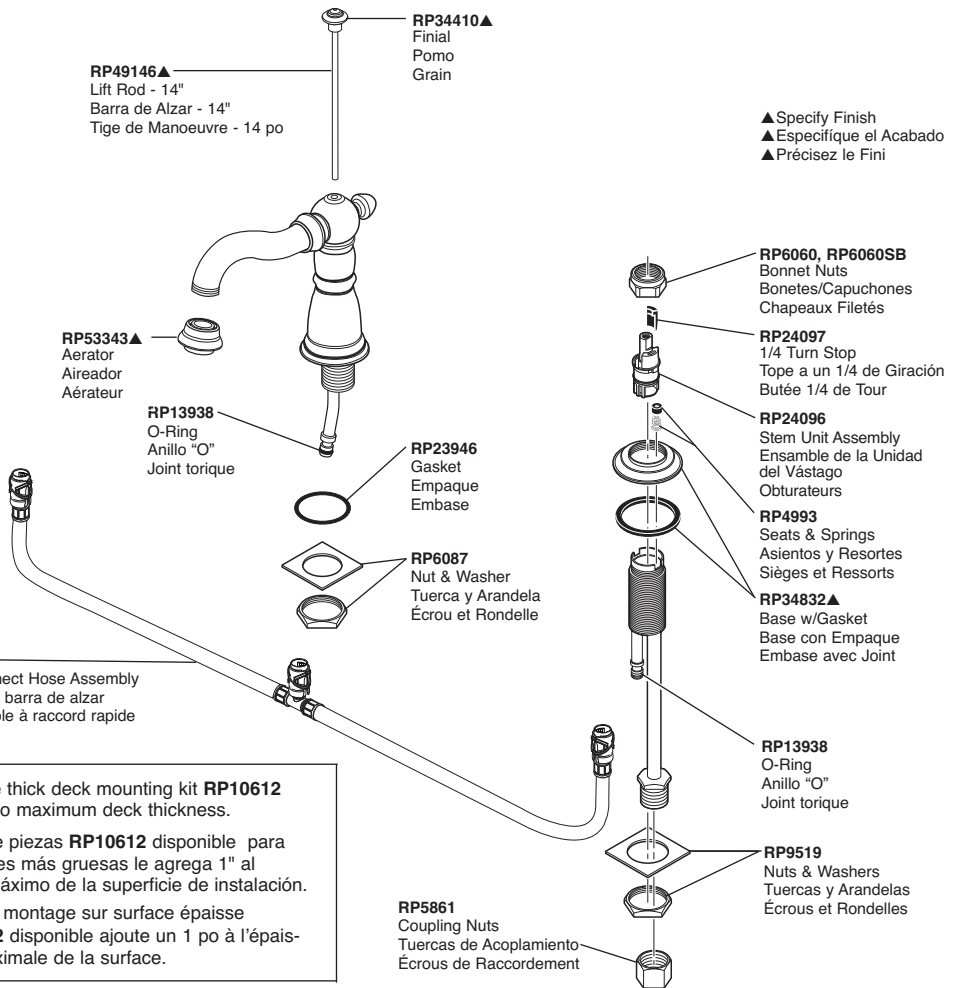 RP34410▲
Finial
Pomo
Grain
RP49146▲
Lift Rod - 14"
Barra de Alzar - 14"
Tige de Manoeuvre - 14 po
▲Specify Finish
▲Especifíque el Acabado
▲Précisez le Fini
RP6060, RP6060SB
Bonnet Nuts
Bonetes/Capuchones
Chapeaux Filetés
RP24097
1/4 Turn Stop
Tope a un 1/4 de Giración
Butée 1/4 de Tour
RP24096
Stem Unit Assembly
Ensamble de la Unidad
del Vástago
Obturateurs
RP4993
Seats & Springs
Asientos y Resortes
Sièges et Ressorts
RP34832▲
Base w/Gasket
Base con Empaque
Embase avec Joint
RP53343▲
Aerator
Aireador
Aérateur
RP13938
O-Ring
Anillo “O”
Joint torique
RP23946
Gasket
Empaque
Embase
RP6087
Nut & Washer
Tuerca y Arandela
Écrou et Rondelle
Hose Assembly
barra de alzar
à raccord rapide
RP13938
O-Ring
Anillo “O”
Joint torique
RP9519
Nuts & Washers
Tuercas y Arandelas
Écrous et Rondelles
RP5861
Coupling Nuts
Tuercas de Acoplamiento
Écrous de Raccordement
thick deck mounting kit RP10612
maximum deck thickness.
piezas RP10612 disponible para
más gruesas le agrega 1" al
de la superficie de instalación.
montage sur surface épaisse
disponible ajoute un 1 po à l’épais-
de la surface.